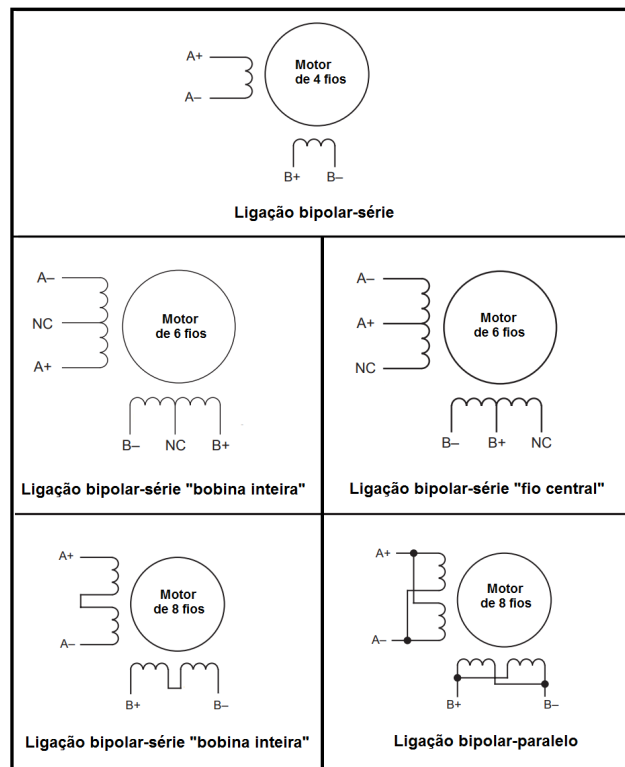 A+
Motor
de 4 fios
A–
B+ B–
Ligação bipolar-série
A–
NC
Motor
de 6 fios
A+
B– NC B+
Ligação bipolar-série "bobina inteira"
A–
A+
Motor
de 6 fios
NC
B– B+ NC
Ligação bipolar-série "fio central"
A+
Motor
de 8 fios
A–
B+ B–
Ligação bipolar-série "bobina inteira"
A+
Motor
de 8 fios
A–
B+ B–
Ligação bipolar-paralelo